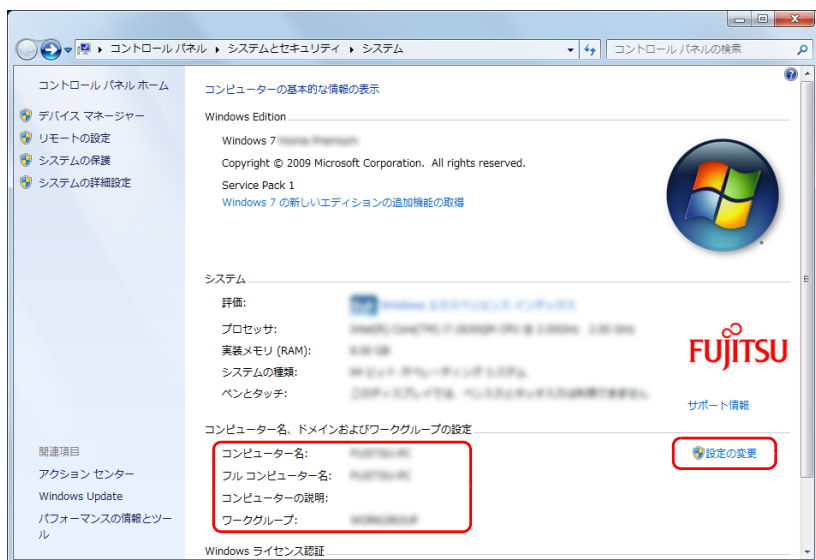 コントロール パネル ▸ システムとセキュリティ ▸ システム
コントロール パネルの検索
コントロール パネル ホーム
デバイス マネージャー
リモートの設定
システムの保護
システムの詳細設定
関連項目
アクション センター
Windows Update
パフォーマンスの情報とツー
ル
コンピューターの基本的な情報の表示
Windows Edition
Windows 7
Copyright © 2009 Microsoft Corporation. All rights reserved.
Service Pack 1
Windows 7 の新しいエディションの追加機能の取得
システム
評価:
プロセッサ:
実装メモリ (RAM):
システムの種類:
ペンとタッチ:
FUJITSU
サポート情報
コンピューター名、ドメインおよびワークグループの設定
コンピューター名:
設定の変更
フル コンピューター名:
コンピューターの説明:
ワークグループ:
Windows ライセンス認証